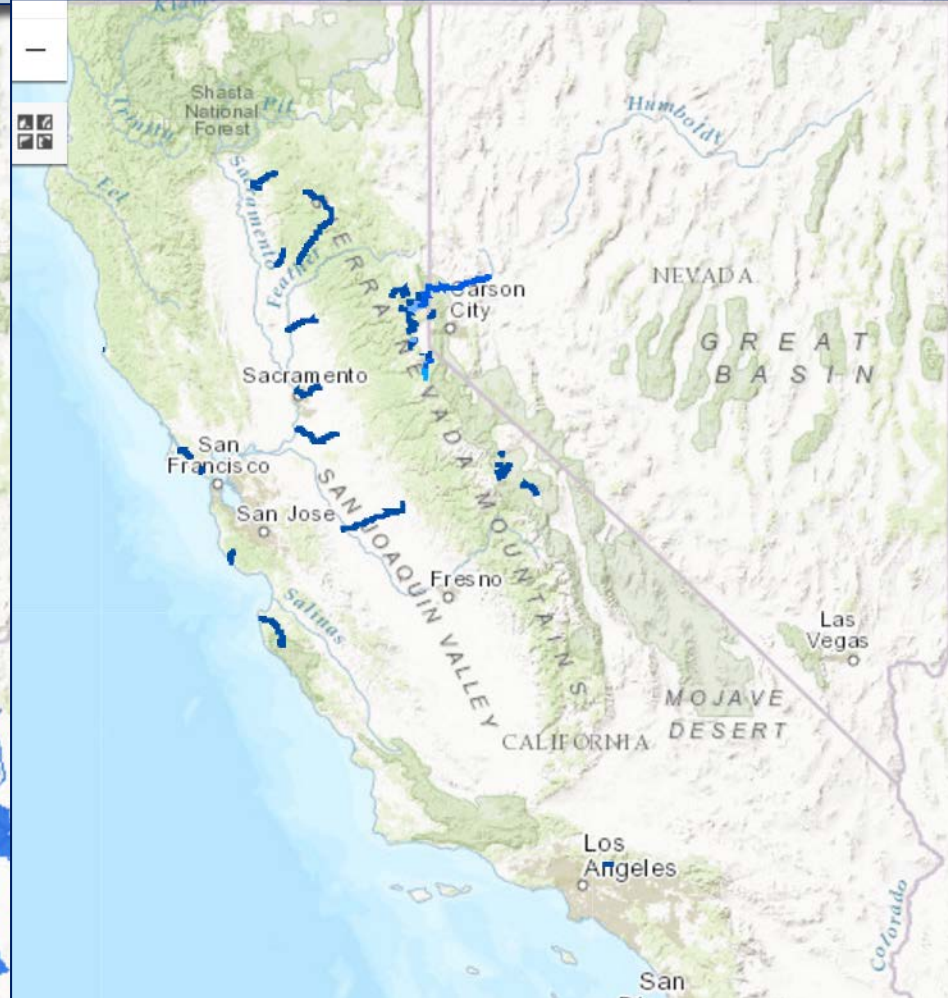 Klam
Shasta
National
Forest
Pit
Trinity
Humboldt
Eel
Sacramento
SIERRA NEVADA MOUNTAINS
Feather
NEVADA
Carson
City
GREAT
BASIN
Sacramento
San
Francisco
San Jose
SAN JOAQUIN VALLEY
Fresno
Salinas
Las
Vegas
MOJAVE
DESERT
CALIFORNIA
Los
Angeles
Colorado
San